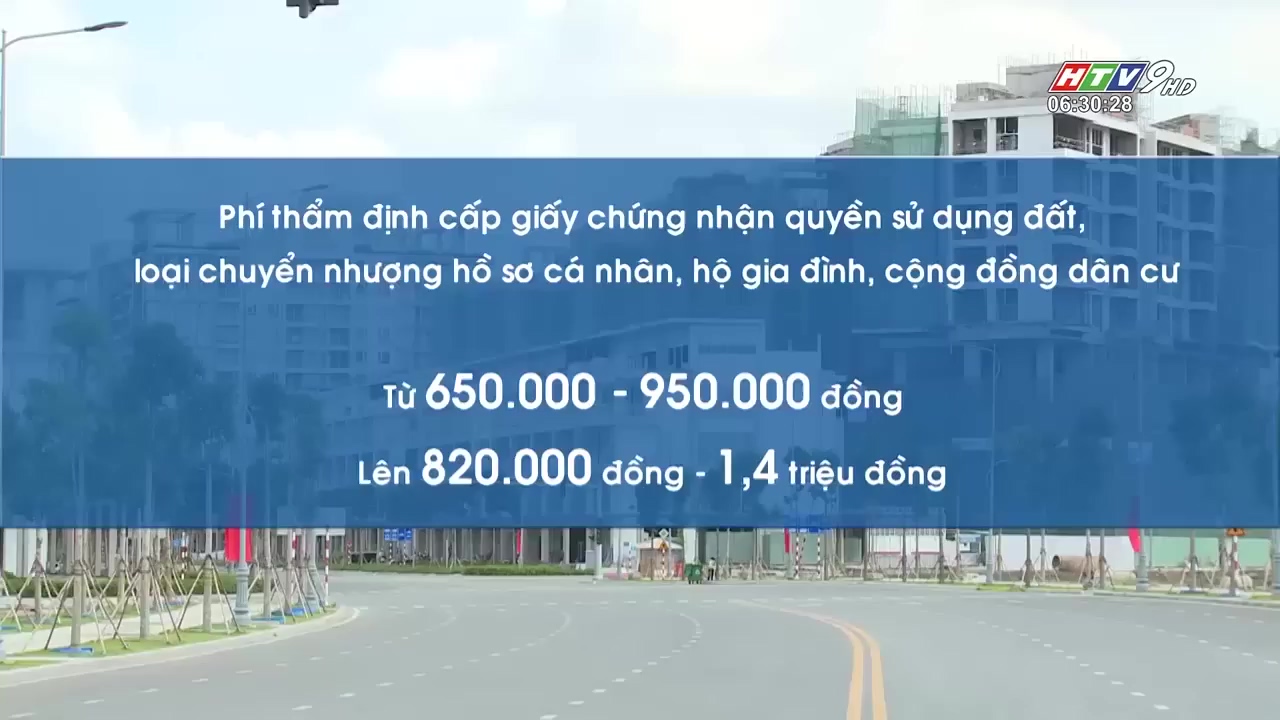 HTV9HD
06:30:28
Phí thẩm định cấp giấy chứng nhận quyền sử dụng đất,
loại chuyển nhượng hồ sơ cá nhân, hộ gia đình, cộng đồng dân cư
Từ 650.000 - 950.000 đồng
Lên 820.000 đồng - 1,4 triệu đồng